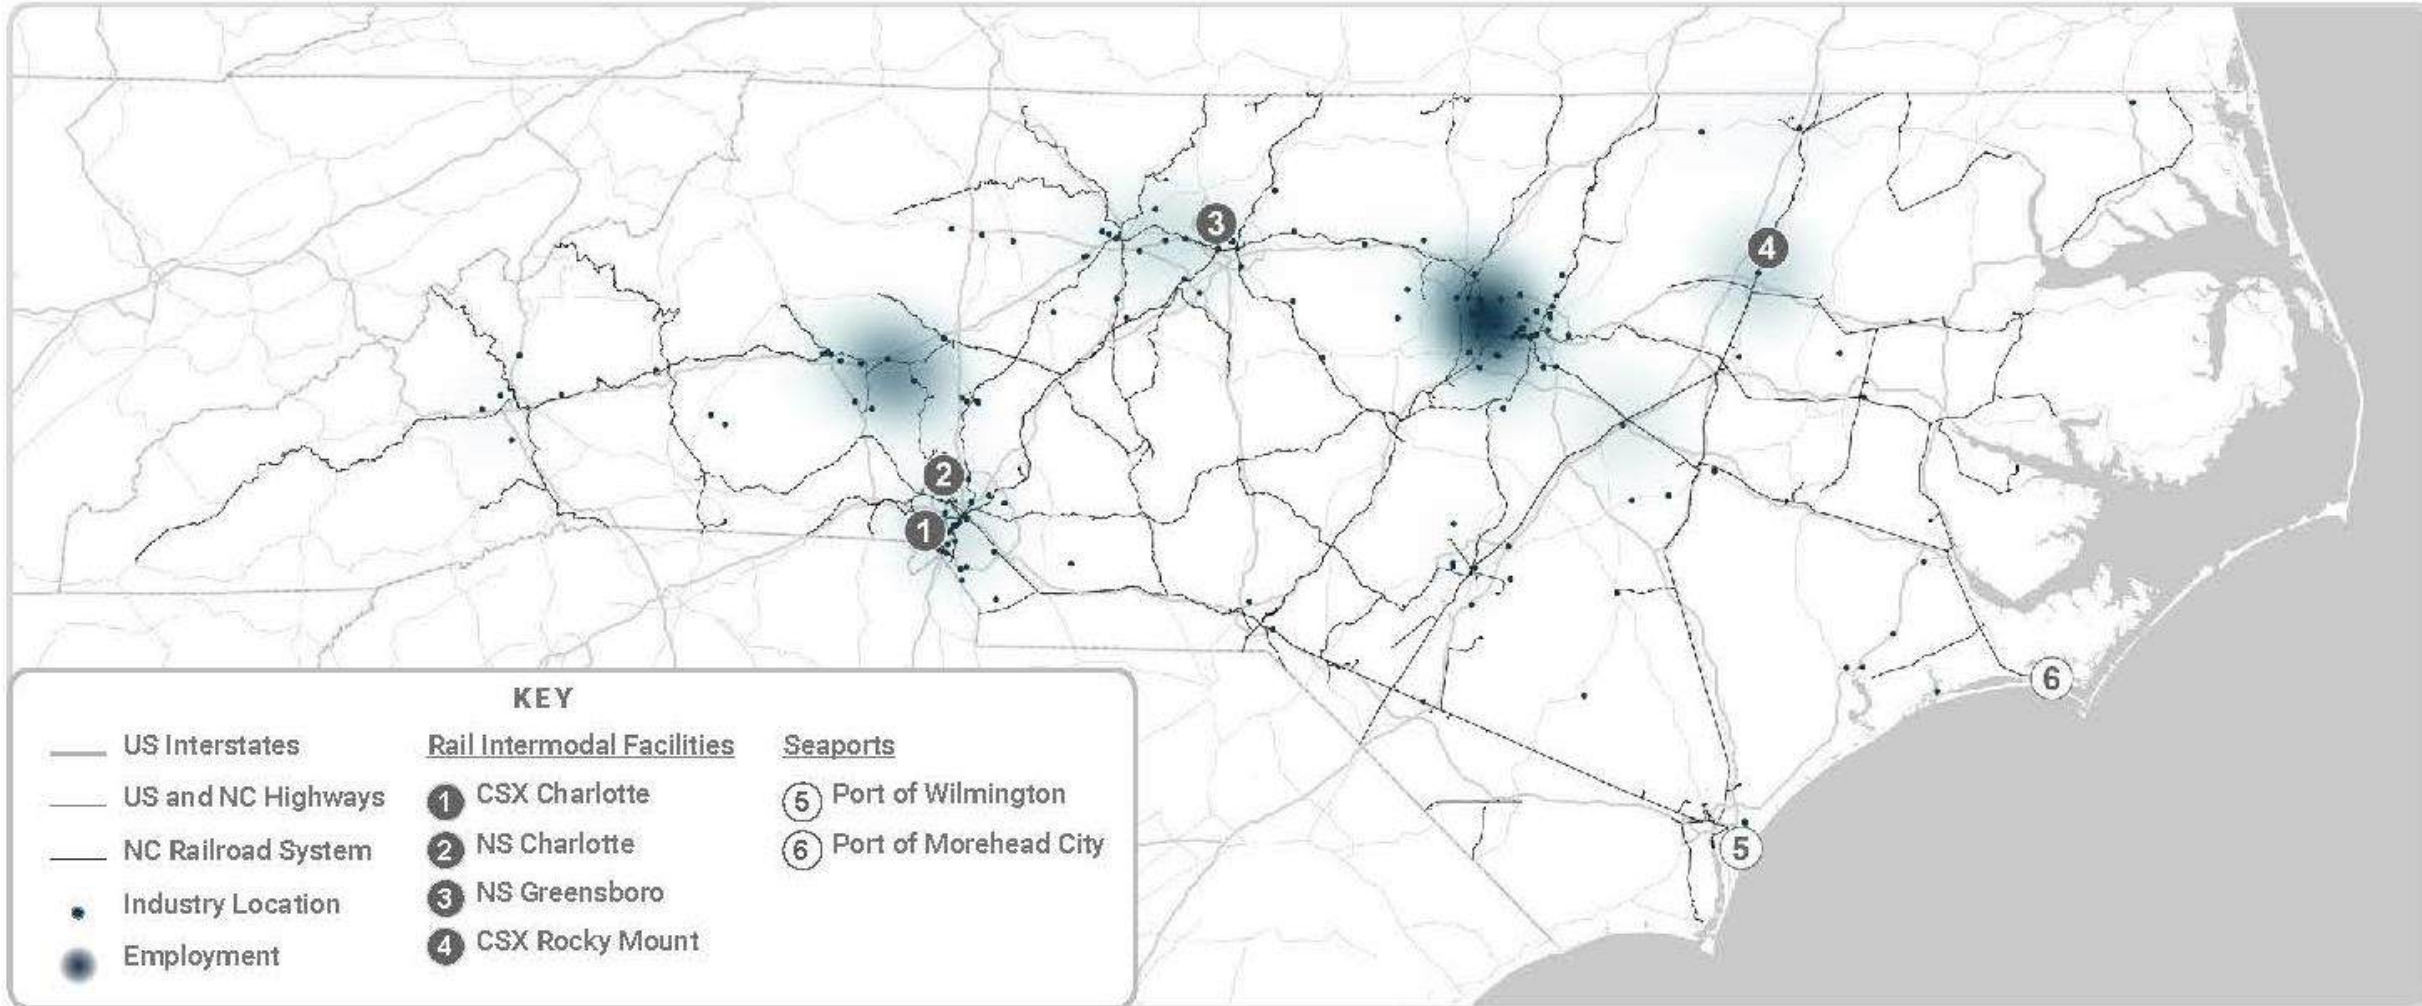 3
4
2
1
6
5
KEY
US Interstates
US and NC Highways
NC Railroad System
Industry Location
Employment
Rail Intermodal Facilities
1 CSX Charlotte
2 NS Charlotte
3 NS Greensboro
4 CSX Rocky Mount
Seaports
5 Port of Wilmington
6 Port of Morehead City